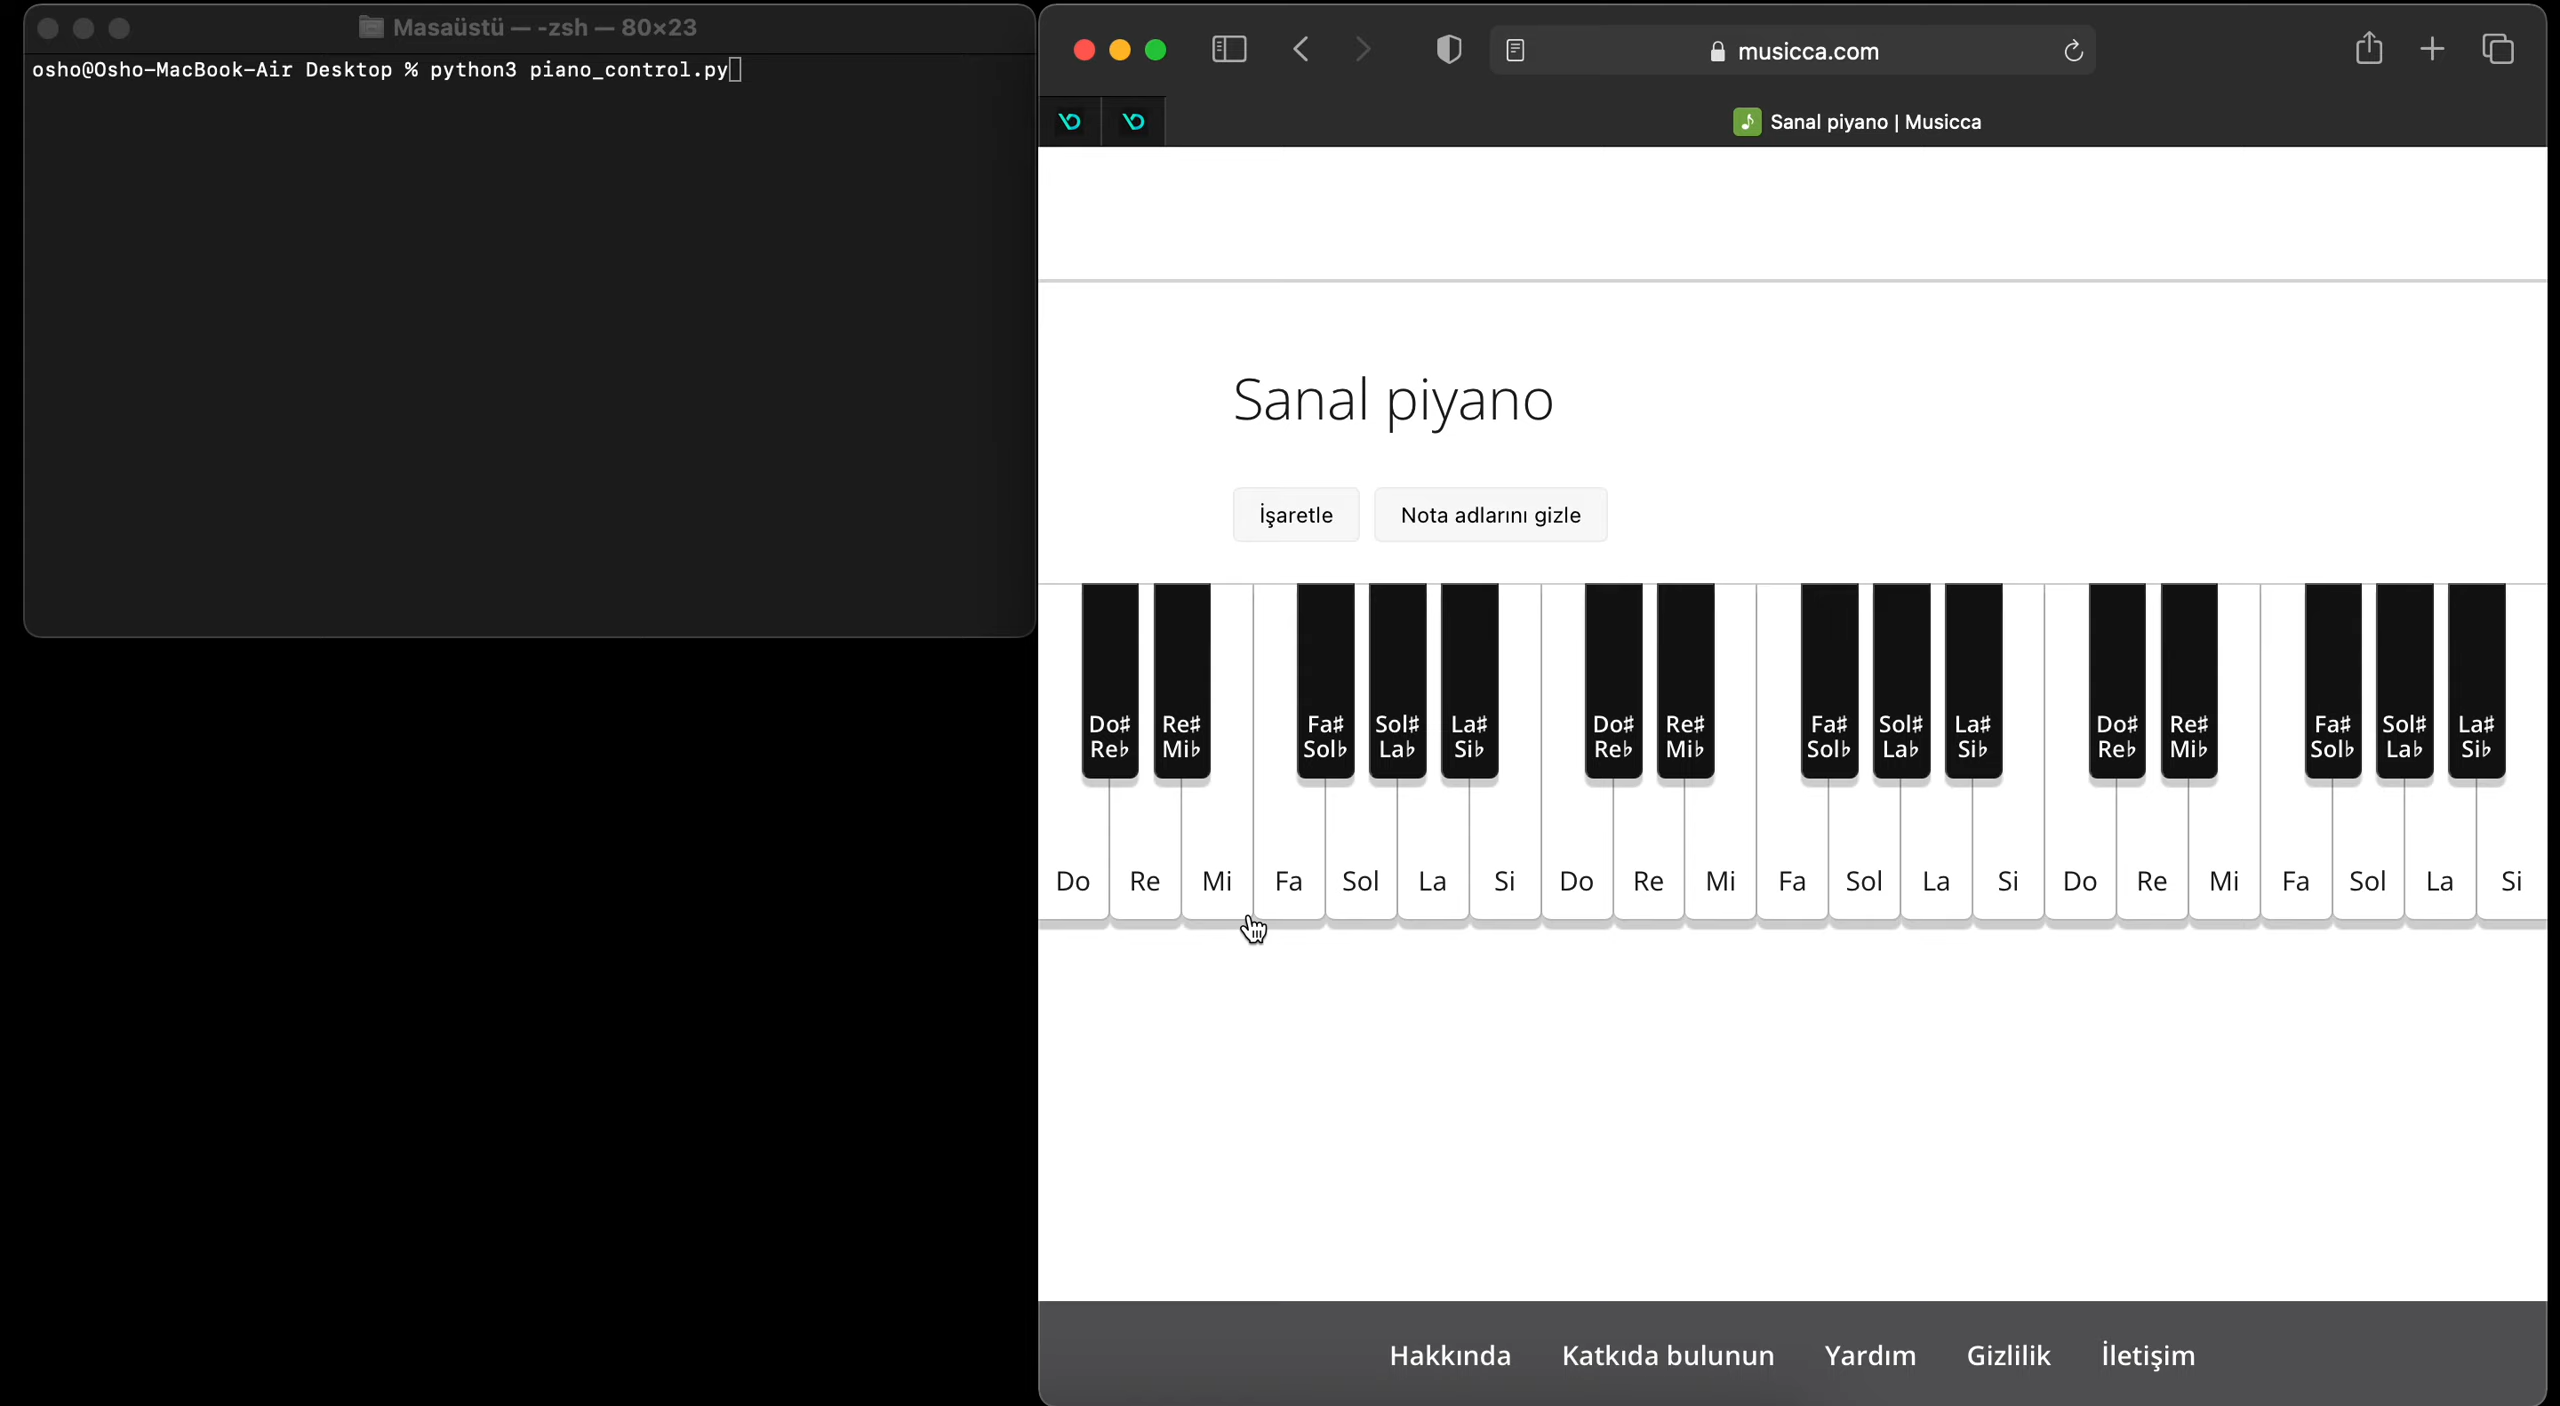 Masaüstü — -zsh — 80×23
osho@Osho-MacBook-Air Desktop % python3 piano_control.py
musicca.com
Sanal piyano | Musicca
Sanal piyano
İşaretle
Nota adlarını gizle
Do♯ Re♯ Fa♯ Sol♯ La♯ Do♯ Re♯ Fa♯ Sol♯ La♯ Do♯ Re♯ Fa♯ Sol♯ La♯
Re♭ Mi♭ Sol♭ La♭ Si♭ Re♭ Mi♭ Sol♭ La♭ Si♭ Re♭ Mi♭ Sol♭ La♭ Si♭
Do Re Mi Fa Sol La Si Do Re Mi Fa Sol La Si Do Re Mi Fa Sol La Si
Hakkında Katkıda bulunun Yardım Gizlilik İletişim